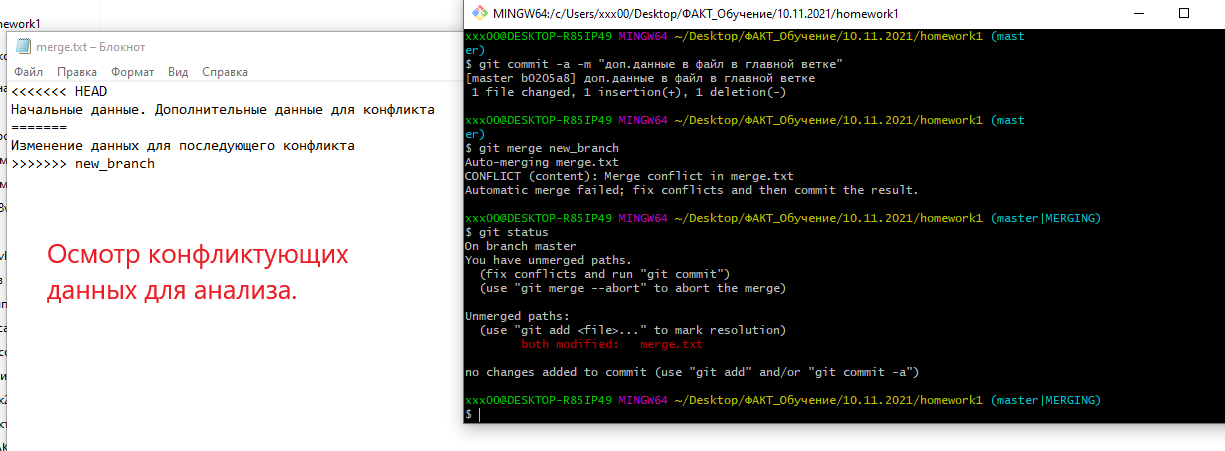 mework1
merge.txt – Блокнот
Файл Правка Формат Вид Справка
<<<<<<< HEAD
Начальные данные. Дополнительные данные для конфликта
=======
Изменение данных для последующего конфликта
>>>>>>> new_branch
Осмотр конфликтующих
данных для анализа.
MINGW64:/c/Users/xxx00/Desktop/ФАКТ_Обучение/10.11.2021/homework1
xxx00@DESKTOP-R85IP49 MINGW64 ~/Desktop/ФАКТ_Обучение/10.11.2021/homework1 (mast
er)
$ git commit -a -m "доп.данные в файл в главной ветке"
[master b0205a8] доп.данные в файл в главной ветке
1 file changed, 1 insertion(+), 1 deletion(-)
xxx00@DESKTOP-R85IP49 MINGW64 ~/Desktop/ФАКТ_Обучение/10.11.2021/homework1 (mast
er)
$ git merge new_branch
Auto-merging merge.txt
CONFLICT (content): Merge conflict in merge.txt
Automatic merge failed; fix conflicts and then commit the result.
xxx00@DESKTOP-R85IP49 MINGW64 ~/Desktop/ФАКТ_Обучение/10.11.2021/homework1 (master|MERGING)
$ git status
On branch master
You have unmerged paths.
(fix conflicts and run "git commit")
(use "git merge --abort" to abort the merge)
Unmerged paths:
(use "git add <file>..." to mark resolution)
both modified: merge.txt
no changes added to commit (use "git add" and/or "git commit -a")
xxx00@DESKTOP-R85IP49 MINGW64 ~/Desktop/ФАКТ_Обучение/10.11.2021/homework1 (master|MERGING)
$